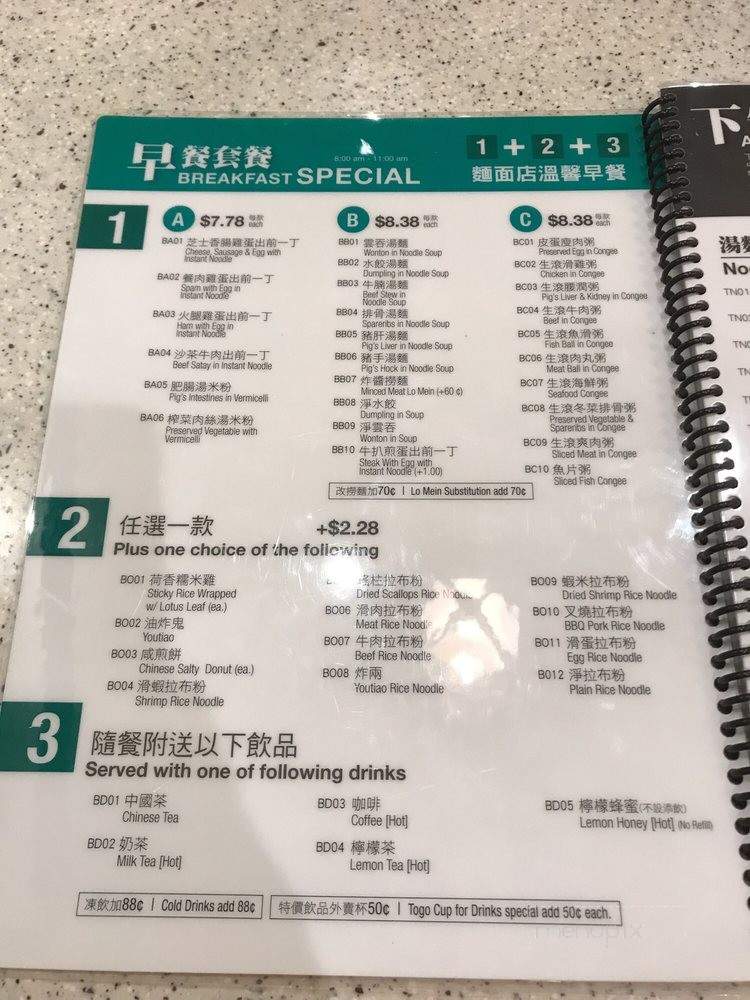 早餐套餐
8:00 am - 11:00 am
BREAKFAST SPECIAL
1 + 2 + 3
麵面店溫馨早餐
1
A $7.78 每款 each
BA01 芝士香腸雞蛋出前一丁
Cheese, Sausage & Egg with
Instant Noodle
BA02 餐肉雞蛋出前一丁
Spam with Egg in
Instant Noodle
BA03 火腿雞蛋出前一丁
Ham with Egg in
Instant Noodle
BA04 沙茶牛肉出前一丁
Beef Satay in Instant Noodle
BA05 肥腸湯米粉
Pig's Intestines in Vermicelli
BA06 榨菜肉絲湯米粉
Preserved Vegetable with
Vermicelli
B $8.38 每款 each
BB01 雲吞湯麵
Wonton in Noodle Soup
BB02 水餃湯麵
Dumpling in Noodle Soup
BB03 牛腩湯麵
Beef Stew in
Noodle Soup
BB04 排骨湯麵
Spareribs in Noodle Soup
BB05 豬肝湯麵
Pig's Liver in Noodle Soup
BB06 豬手湯麵
Pig's Hock in Noodle Soup
BB07 炸醬撈麵
Minced Meat Lo Mein (+60 ¢)
BB08 淨水餃
Dumpling in Soup
BB09 淨雲吞
Wonton in Soup
BB10 牛扒煎蛋出前一丁
Steak With Egg with
Instant Noodle (+1.00)
改撈麵加70¢ | Lo Mein Substitution add 70¢
C $8.38 每款 each
BC01 皮蛋瘦肉粥
Preserved Egg in Congee
BC02 生滾滑雞粥
Chicken in Congee
BC03 生滾腰潤粥
Pig's Liver & Kidney in Congee
BC04 生滾牛肉粥
Beef in Congee
BC05 生滾魚滑粥
Fish Ball in Congee
BC06 生滾肉丸粥
Meat Ball in Congee
BC07 生滾海鮮粥
Seafood Congee
BC08 生滾冬菜排骨粥
Preserved Vegetable &
Spareribs in Congee
BC09 生滾爽肉粥
Sliced Meat in Congee
BC10 魚片粥
Sliced Fish Congee
2
任選一款 +$2.28
Plus one choice of the following
BO01 荷香糯米雞
Sticky Rice Wrapped
w/ Lotus Leaf (ea.)
BO02 油炸鬼
Youtiao
BO03 咸煎餅
Chinese Salty Donut (ea.)
BO04 滑蝦拉布粉
Shrimp Rice Noodle
瑤柱拉布粉
Dried Scallops Rice Noodle
BO06 滑肉拉布粉
Meat Rice Noodle
BO07 牛肉拉布粉
Beef Rice Noodle
BO08 炸兩
Youtiao Rice Noodle
BO09 蝦米拉布粉
Dried Shrimp Rice Noodle
BO10 叉燒拉布粉
BBQ Pork Rice Noodle
BO11 滑蛋拉布粉
Egg Rice Noodle
BO12 淨拉布粉
Plain Rice Noodle
3
隨餐附送以下飲品
Served with one of following drinks
BD01 中國茶
Chinese Tea
BD02 奶茶
Milk Tea [Hot]
BD03 咖啡
Coffee [Hot]
BD04 檸檬茶
Lemon Tea [Hot]
BD05 檸檬蜂蜜(不設添飲)
Lemon Honey [Hot] (No Refill)
凍飲加88¢ | Cold Drinks add 88¢
特價飲品外賣杯50¢ | Togo Cup for Drinks special add 50¢ each.
menupix
下
湯麵
No
TN01